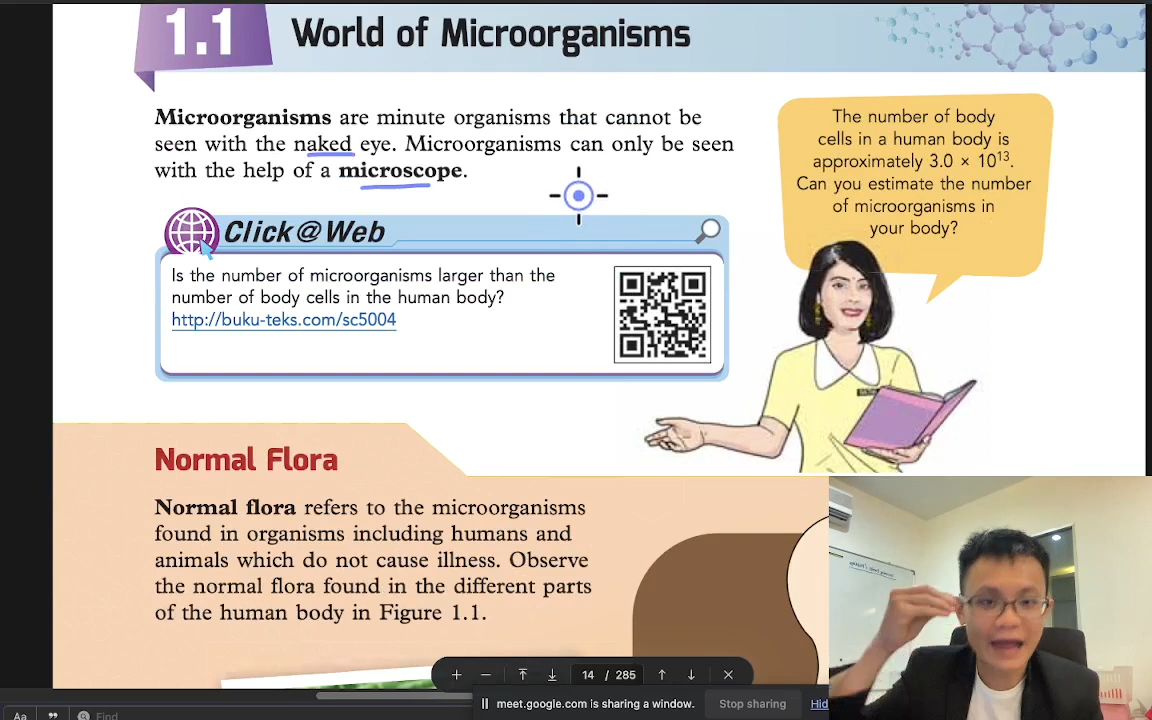 1.1 World of Microorganisms
Microorganisms are minute organisms that cannot be
seen with the naked eye. Microorganisms can only be seen
with the help of a microscope.
The number of body
cells in a human body is
approximately 3.0 × 10¹³.
Can you estimate the number
of microorganisms in
your body?
Click@Web
Is the number of microorganisms larger than the
number of body cells in the human body?
http://buku-teks.com/sc5004
Normal Flora
Normal flora refers to the microorganisms
found in organisms including humans and
animals which do not cause illness. Observe
the normal flora found in the different parts
of the human body in Figure 1.1.
14 / 285
meet.google.com is sharing a window.
Stop sharing
Hid
Aa
Find